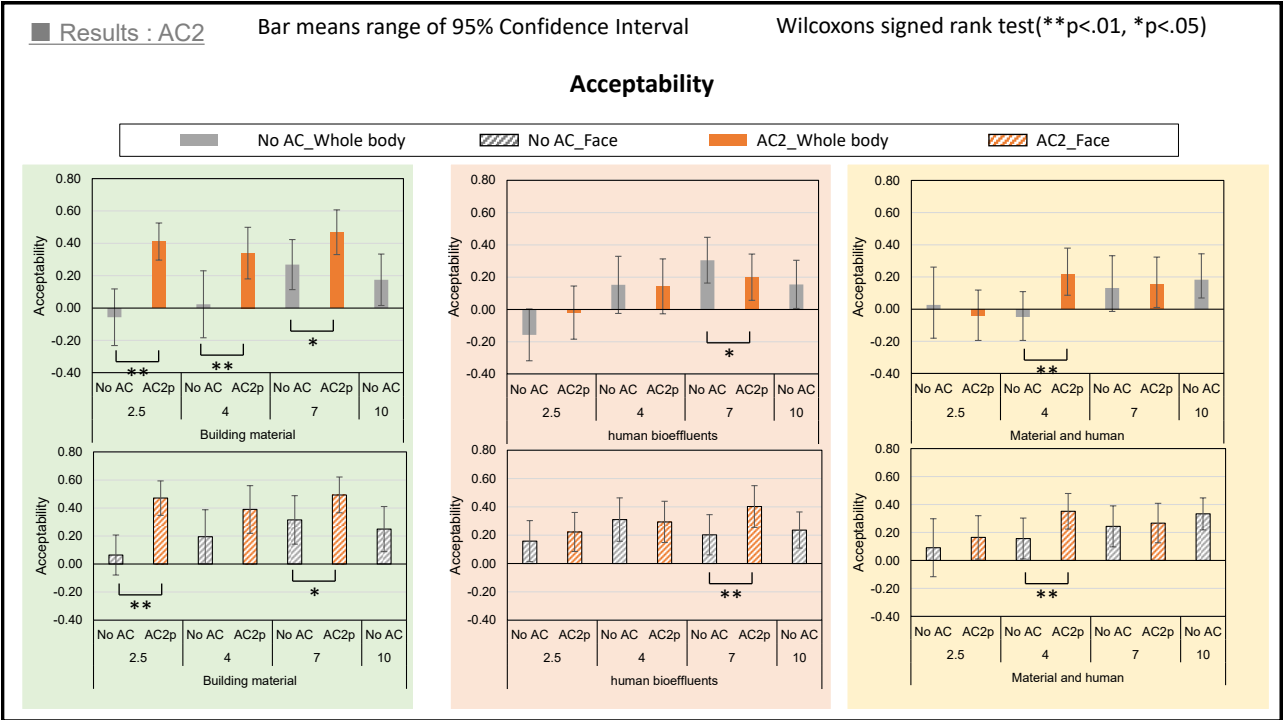 ■ Results : AC2
Bar means range of 95% Confidence Interval
Wilcoxons signed rank test(**p<.01, *p<.05)
Acceptability
No AC_Whole body
No AC_Face
AC2_Whole body
AC2_Face
Acceptability
0.80
0.60
0.40
0.20
0.00
-0.20
-0.40
**
**
*
No AC AC2p No AC AC2p No AC AC2p No AC
2.5 4 7 10
Building material
Acceptability
0.80
0.60
0.40
0.20
0.00
-0.20
-0.40
**
*
No AC AC2p No AC AC2p No AC AC2p No AC
2.5 4 7 10
Building material
Acceptability
0.80
0.60
0.40
0.20
0.00
-0.20
-0.40
*
No AC AC2p No AC AC2p No AC AC2p No AC
2.5 4 7 10
human bioeffluents
Acceptability
0.80
0.60
0.40
0.20
0.00
-0.20
-0.40
**
No AC AC2p No AC AC2p No AC AC2p No AC
2.5 4 7 10
human bioeffluents
Acceptability
0.80
0.60
0.40
0.20
0.00
-0.20
-0.40
**
No AC AC2p No AC AC2p No AC AC2p No AC
2.5 4 7 10
Material and human
Acceptability
0.80
0.60
0.40
0.20
0.00
-0.20
-0.40
**
No AC AC2p No AC AC2p No AC AC2p No AC
2.5 4 7 10
Material and human